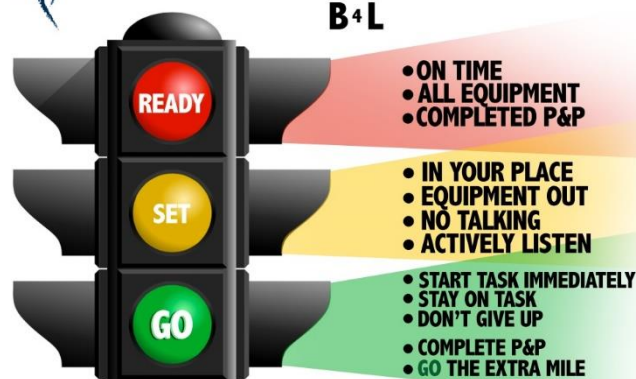 B4L
READY
• ON TIME
• ALL EQUIPMENT
• COMPLETED P&P
SET
• IN YOUR PLACE
• EQUIPMENT OUT
• NO TALKING
• ACTIVELY LISTEN
GO
• START TASK IMMEDIATELY
• STAY ON TASK
• DON'T GIVE UP
• COMPLETE P&P
• GO THE EXTRA MILE